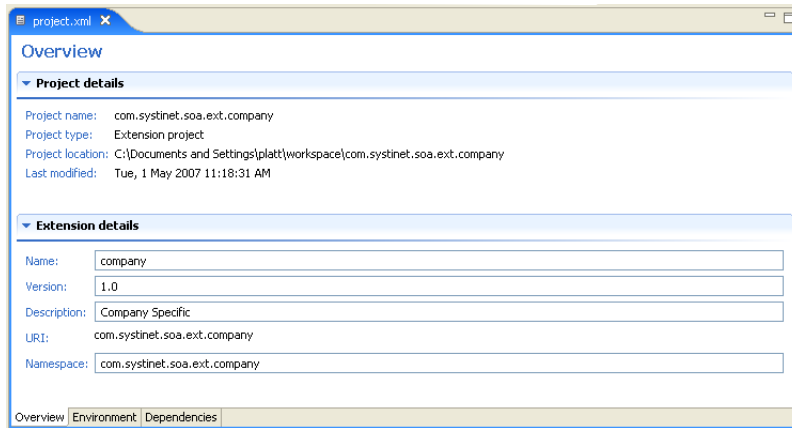 project.xml
Overview
Project details
Project name: com.systinet.soa.ext.company
Project type: Extension project
Project location: C:\Documents and Settings\platt\workspace\com.systinet.soa.ext.company
Last modified: Tue, 1 May 2007 11:18:31 AM
Extension details
Name: company
Version: 1.0
Description: Company Specific
URI: com.systinet.soa.ext.company
Namespace: com.systinet.soa.ext.company
Overview Environment Dependencies